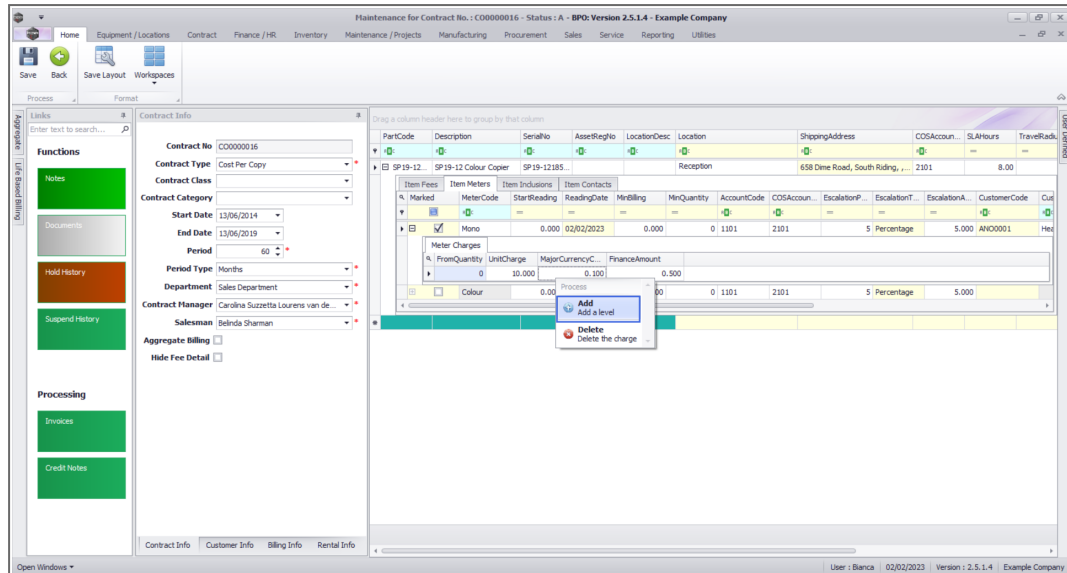 Maintenance for Contract No. : CO0000016 - Status : A - BPO: Version 2.5.1.4 - Example Company
Home Equipment / Locations Contract Finance / HR Inventory Maintenance / Projects Manufacturing Procurement Sales Service Reporting Utilities
Save Back Save Layout Workspaces
Process Format
Aggregate
Life Based Billing
Links
Enter text to search...
Functions
Notes
Documents
Hold History
Suspend History
Processing
Invoices
Credit Notes
Contract Info
Contract No CO0000016
Contract Type Cost Per Copy *
Contract Class
Contract Category
Start Date 13/06/2014
End Date 13/06/2019
Period 60 *
Period Type Months *
Department Sales Department *
Contract Manager Carolina Suzzetta Lourens van de... *
Salesman Belinda Sharman *
Aggregate Billing
Hide Fee Detail
Contract Info Customer Info Billing Info Rental Info
Drag a column header here to group by that column
User Defined
PartCode Description SerialNo AssetRegNo LocationDesc Location ShippingAddress COSAccoun... SLAHours TravelRadiu
SP19-12... SP19-12 Colour Copier SP19-12185... Reception 658 Dime Road, South Riding, ,... 2101 8.00
Item Fees Item Meters Item Inclusions Item Contacts
Marked MeterCode StartReading ReadingDate MinBilling MinQuantity AccountCode COSAccoun... EscalationP... EscalationT... EscalationA... CustomerCode Cus
Mono 0.000 02/02/2023 0.000 0 1101 2101 5 Percentage 5.000 ANO0001 Hea
Meter Charges
FromQuantity UnitCharge MajorCurrencyC... FinanceAmount
0 10.000 0.100 0.500
Colour 0.00 00 0 1101 2101 5 Percentage 5.000
Process
Add
Add a level
Delete
Delete the charge
Open Windows
User : Bianca 02/02/2023 Version : 2.5.1.4 Example Company